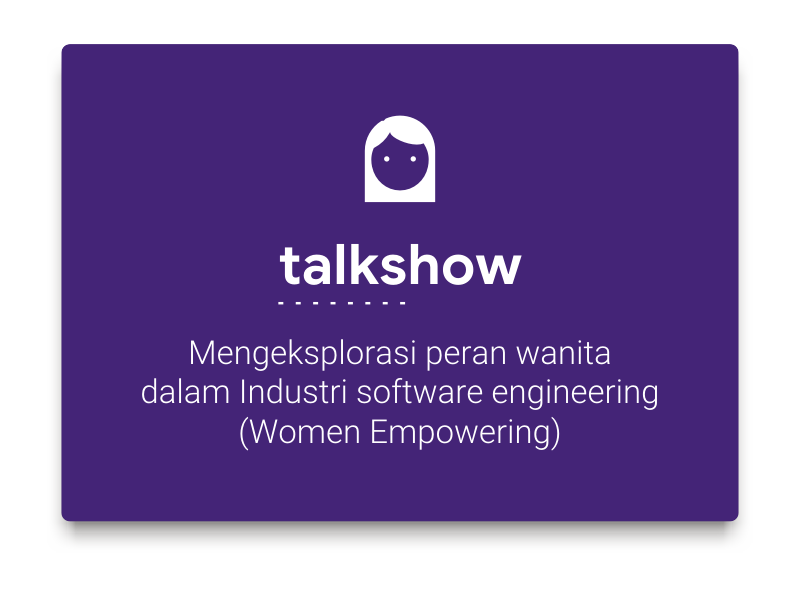 talkshow
Mengeksplorasi peran wanita
dalam Industri software engineering
(Women Empowering)